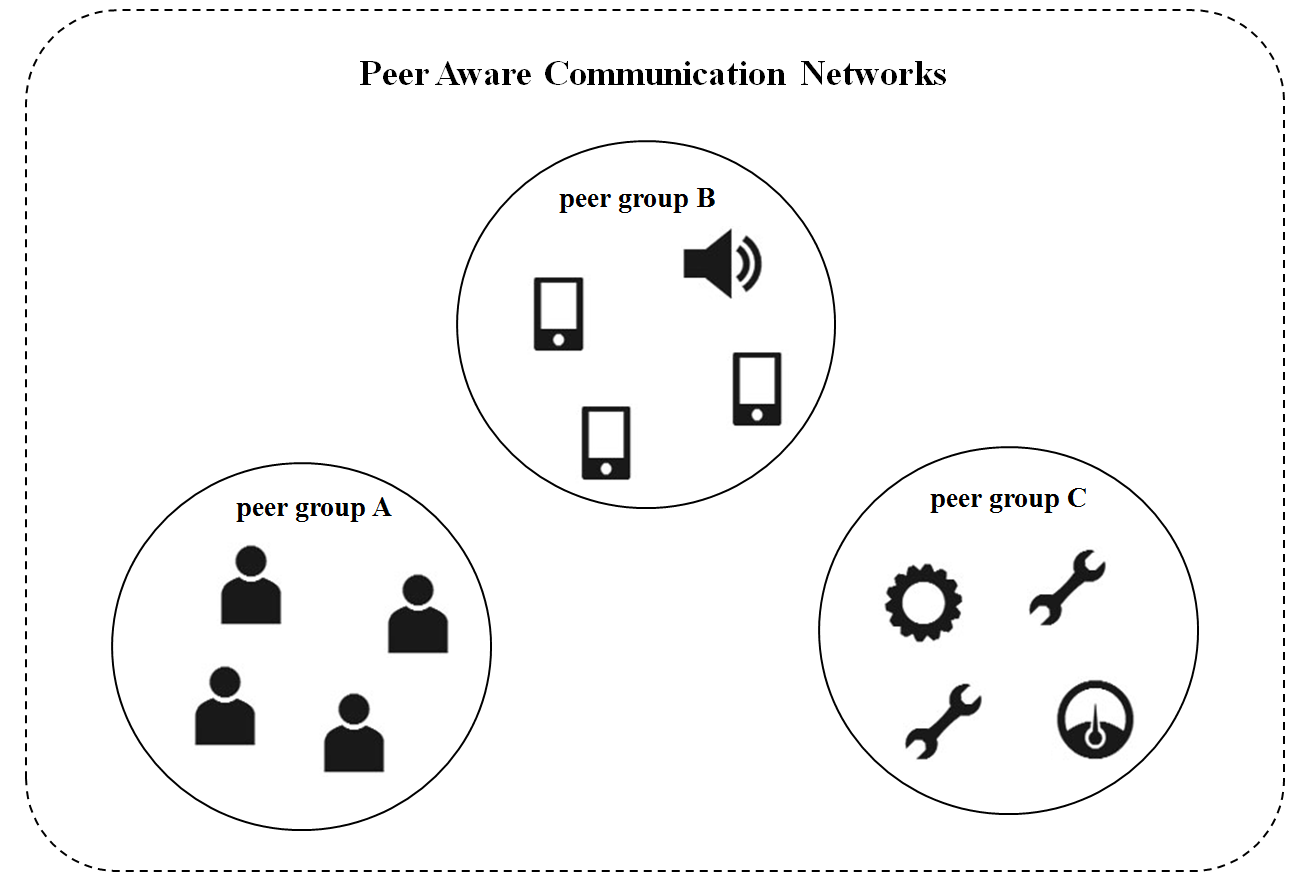 Peer Aware Communication Networks
peer group B
peer group A
peer group C